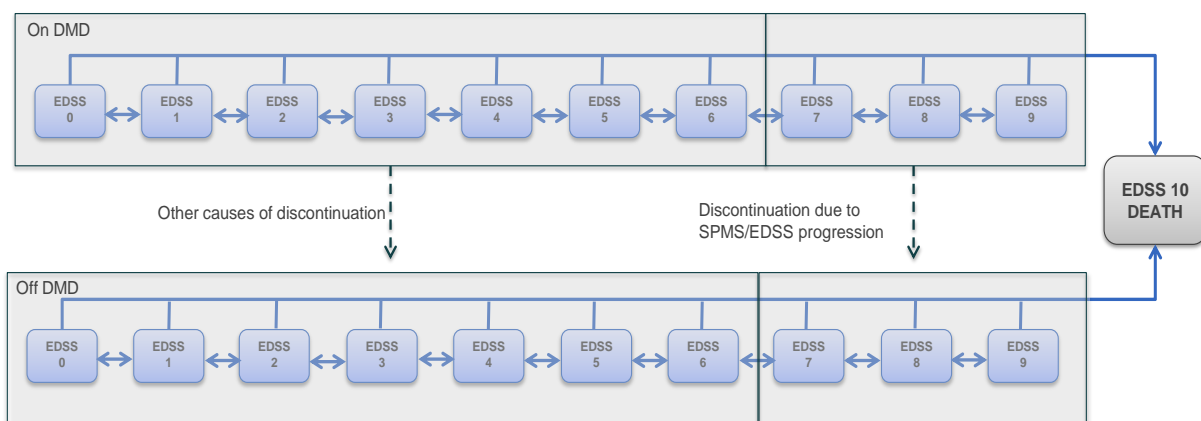 On DMD
EDSS
0
EDSS
1
EDSS
2
EDSS
3
EDSS
4
EDSS
5
EDSS
6
EDSS
7
EDSS
8
EDSS
9
Other causes of discontinuation
Discontinuation due to
SPMS/EDSS progression
EDSS 10
DEATH
Off DMD
EDSS
0
EDSS
1
EDSS
2
EDSS
3
EDSS
4
EDSS
5
EDSS
6
EDSS
7
EDSS
8
EDSS
9